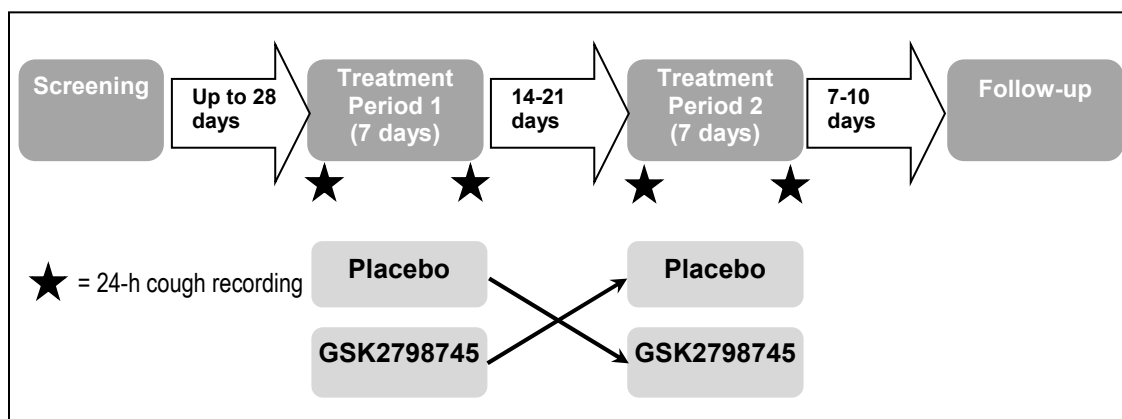 Screening
Up to 28
days
Treatment
Period 1
(7 days)
14-21
days
Treatment
Period 2
(7 days)
7-10
days
Follow-up
= 24-h cough recording
Placebo
Placebo
GSK2798745
GSK2798745